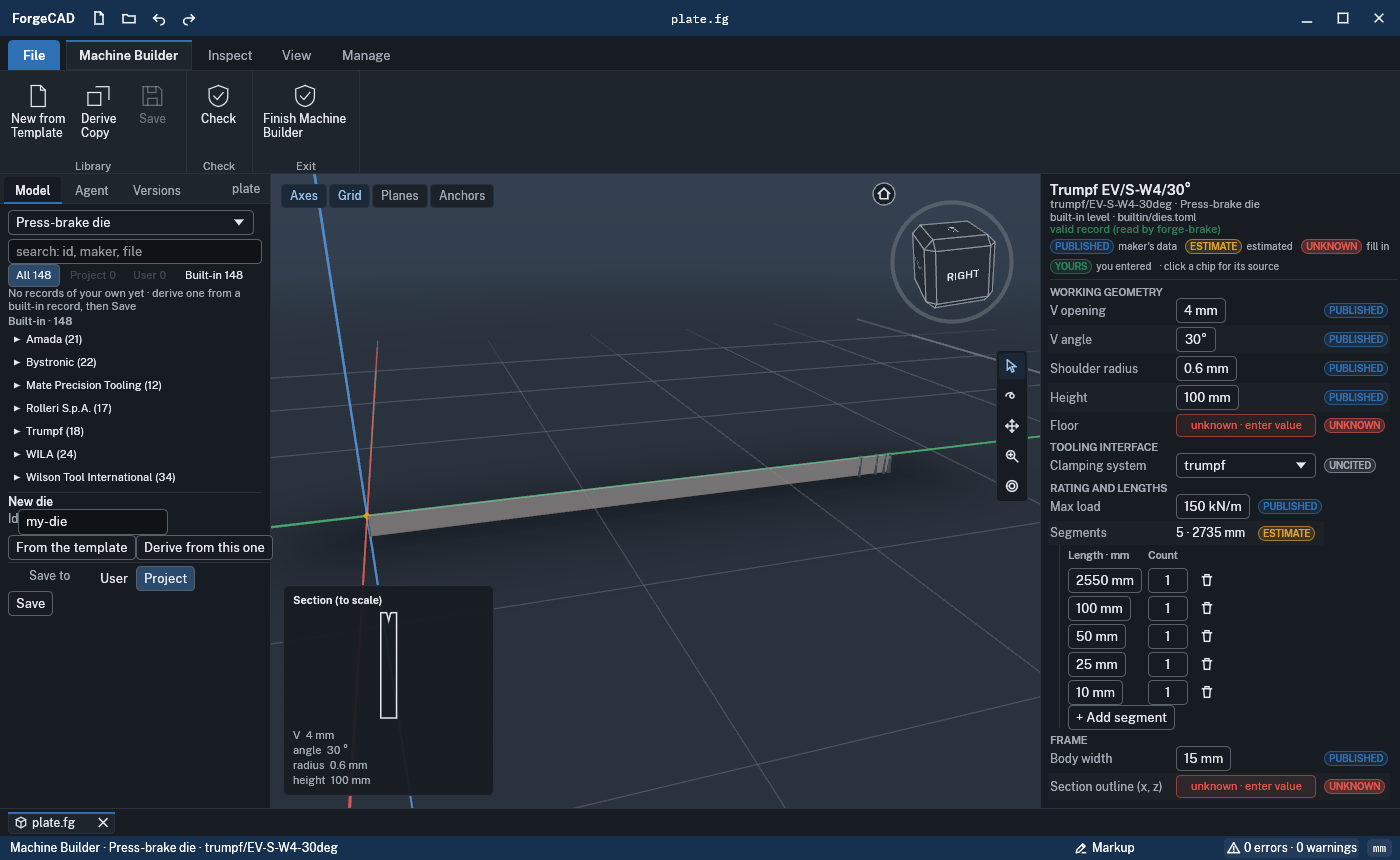 ForgeCAD
plate.fg
File
Machine Builder
Inspect
View
Manage
New from
Template
Derive
Copy
Save
Check
Finish Machine
Builder
Library
Check
Exit
Model
Agent
Versions
plate
Press-brake die
search: id, maker, file
All 148
Project 0
User 0
Built-in 148
No records of your own yet · derive one from a
built-in record, then Save
Built-in · 148
Amada (21)
Bystronic (22)
Mate Precision Tooling (12)
Rolleri S.p.A. (17)
Trumpf (18)
WILA (24)
Wilson Tool International (34)
New die
Id
my-die
From the template
Derive from this one
Save to
User
Project
Save
Axes
Grid
Planes
Anchors
RIGHT
Section (to scale)
V 4 mm
angle 30 °
radius 0.6 mm
height 100 mm
Trumpf EV/S-W4/30°
trumpf/EV-S-W4-30deg · Press-brake die
built-in level · builtin/dies.toml
valid record (read by forge-brake)
PUBLISHED maker's data ESTIMATE estimated UNKNOWN fill in
YOURS you entered · click a chip for its source
WORKING GEOMETRY
V opening 4 mm PUBLISHED
V angle 30° PUBLISHED
Shoulder radius 0.6 mm PUBLISHED
Height 100 mm PUBLISHED
Floor unknown · enter value UNKNOWN
TOOLING INTERFACE
Clamping system trumpf UNCITED
RATING AND LENGTHS
Max load 150 kN/m PUBLISHED
Segments 5 · 2735 mm ESTIMATE
Length · mm Count
2550 mm 1
100 mm 1
50 mm 1
25 mm 1
10 mm 1
+ Add segment
FRAME
Body width 15 mm PUBLISHED
Section outline (x, z) unknown · enter value UNKNOWN
plate.fg
Machine Builder · Press-brake die · trumpf/EV-S-W4-30deg
Markup
0 errors · 0 warnings
mm